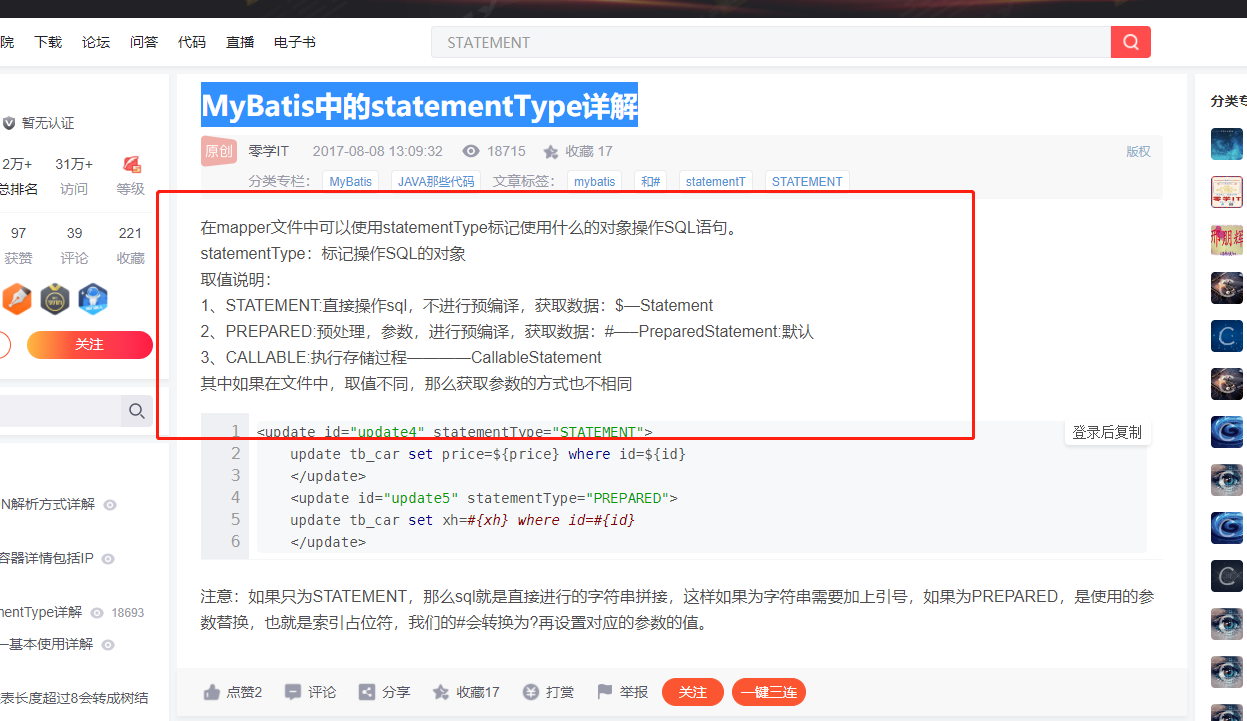 院 下载 论坛 问答 代码 直播 电子书 STATEMENT
暂无认证
2万+ 31万+
总排名 访问 等级
97 39 221
获赞 评论 收藏
关注
N解析方式详解
容器详情包括IP
mentType详解 18693
—基本使用详解
表长度超过8会转成树结
MyBatis中的statementType详解
原创 零学IT 2017-08-08 13:09:32 18715 收藏 17 版权
分类专栏： MyBatis JAVA那些代码 文章标签： mybatis 和# statementT STATEMENT
在mapper文件中可以使用statementType标记使用什么的对象操作SQL语句。
statementType：标记操作SQL的对象
取值说明：
1、STATEMENT:直接操作sql，不进行预编译，获取数据：$—Statement
2、PREPARED:预处理，参数，进行预编译，获取数据：#—–PreparedStatement:默认
3、CALLABLE:执行存储过程————CallableStatement
其中如果在文件中，取值不同，那么获取参数的方式也不相同
登录后复制
1 <update id="update4" statementType="STATEMENT">
2 update tb_car set price=${price} where id=${id}
3 </update>
4 <update id="update5" statementType="PREPARED">
5 update tb_car set xh=#{xh} where id=#{id}
6 </update>
注意：如果只为STATEMENT，那么sql就是直接进行的字符串拼接，这样如果为字符串需要加上引号，如果为PREPARED，是使用的参
数替换，也就是索引占位符，我们的#会转换为?再设置对应的参数的值。
点赞2 评论 分享 收藏17 打赏 举报 关注 一键三连
分类专